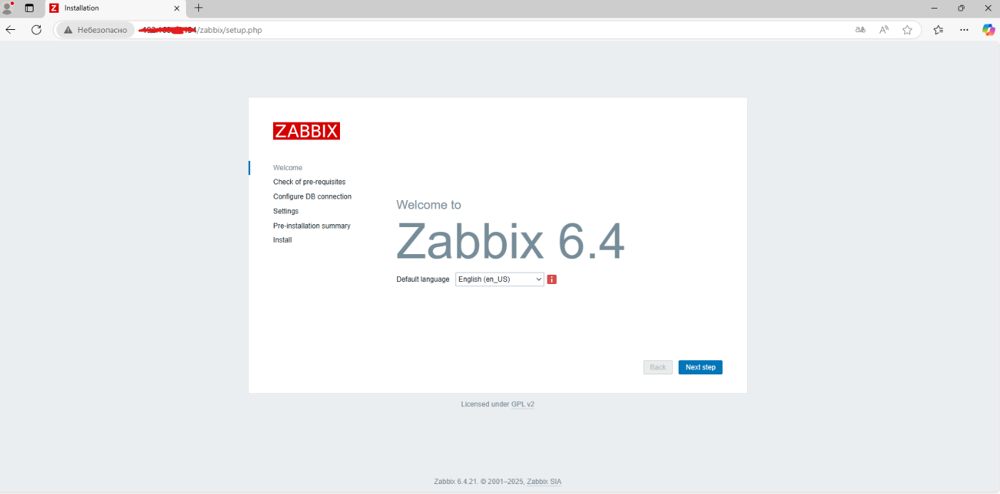 Installation
Небезопасно /zabbix/setup.php
ZABBIX
Welcome
Check of pre-requisites
Configure DB connection
Settings
Pre-installation summary
Install
Welcome to
Zabbix 6.4
Default language English (en_US)
Back Next step
Licensed under GPL v2
Zabbix 6.4.21. © 2001–2025, Zabbix SIA